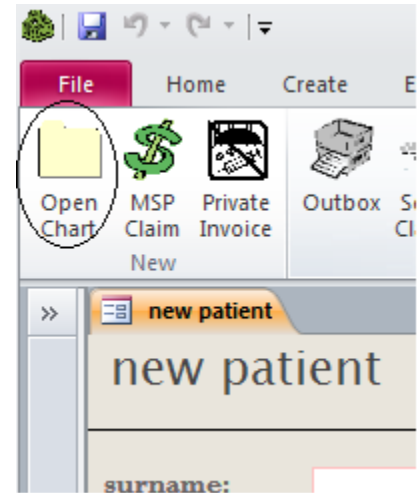 File Home Create
Open Chart MSP Claim Private Invoice Outbox
New
new patient
new patient
surname: